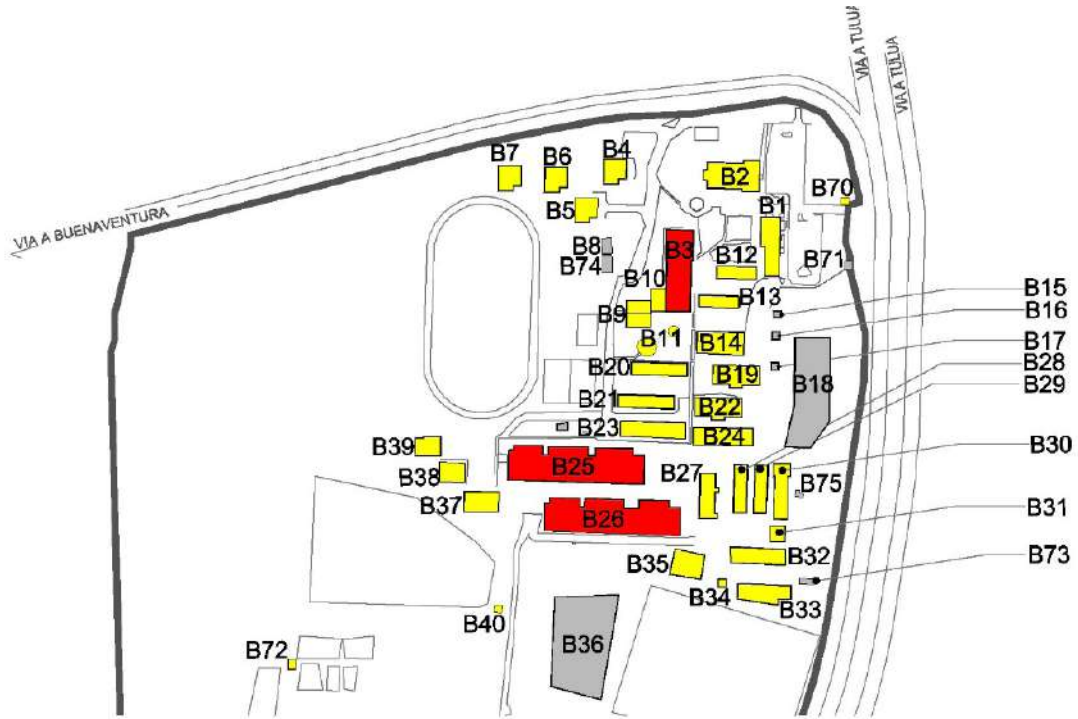 VIA A TULUA
VIA A TULUA
VIA A BUENAVENTURA
B7
B6
B4
B2
B70
B5
B1
B8
B3
B12
B71
B74
B10
B13
B15
B9
B16
B11
B14
B17
B20
B19
B18
B28
B21
B22
B29
B23
B24
B39
B25
B27
B30
B38
B75
B37
B26
B31
B35
B32
B73
B34
B33
B40
B36
B72